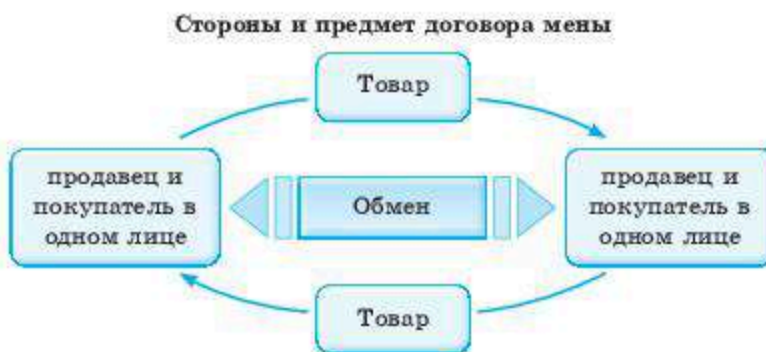 Стороны и предмет договора мены
Товар
продавец и
покупатель в
одном лице
Обмен
продавец и
покупатель в
одном лице
Товар